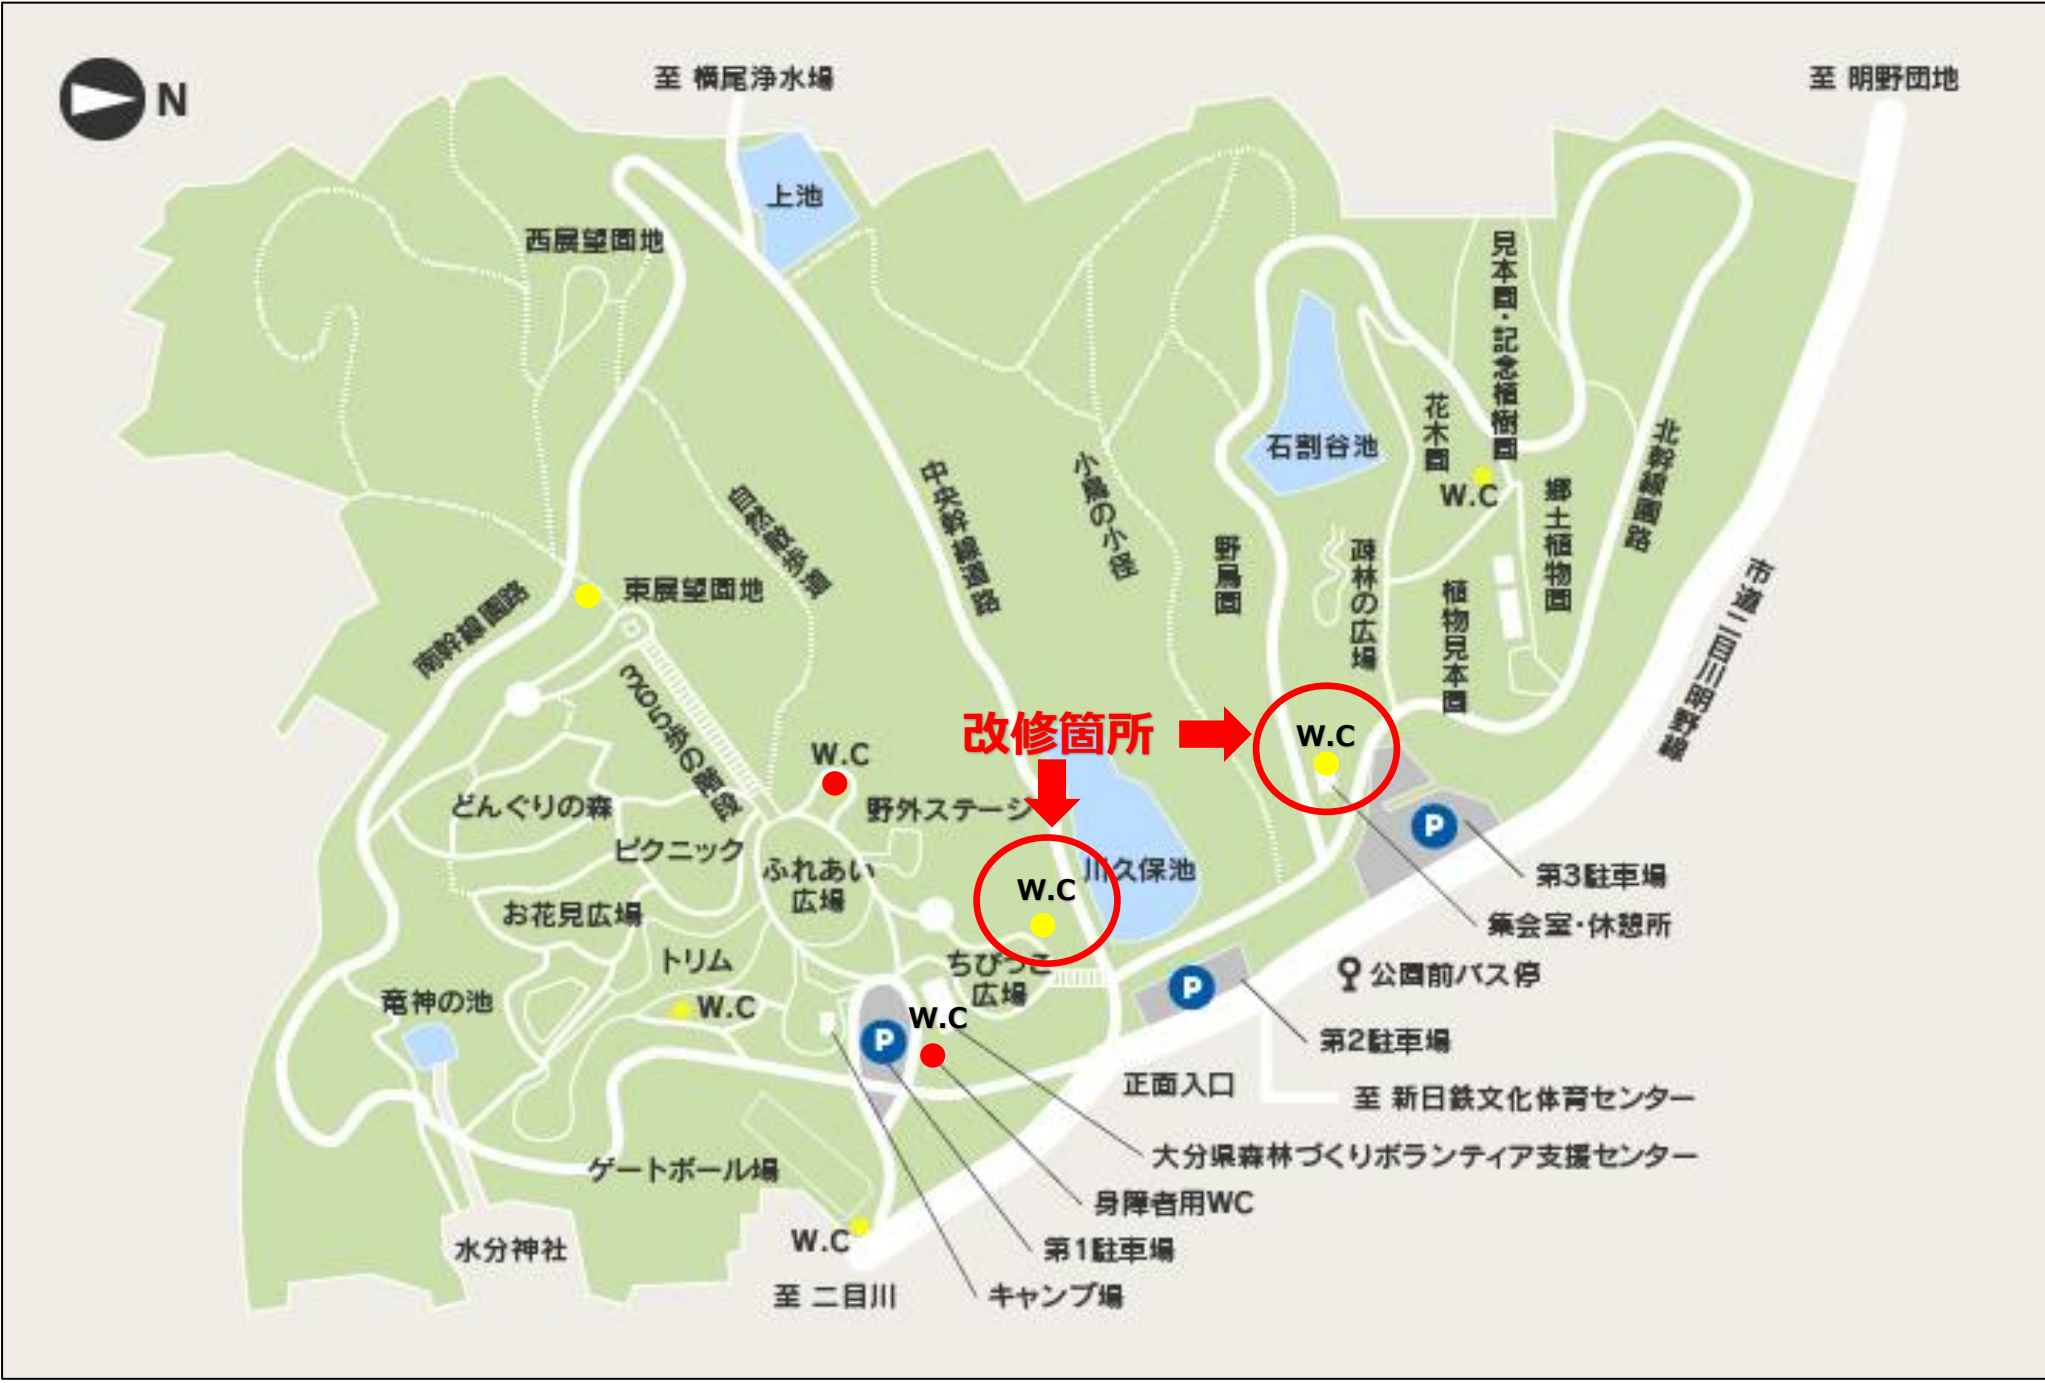 N
至 横尾浄水場
至 明野団地
上池
西展望園地
見本園・記念植樹園
花木園
石割谷池
W.C
北幹線園路
郷土植物園
中央幹線道路
小鳥の小径
自然散歩道
野鳥園
疎林の広場
植物見本園
市道二目川明野線
東展望園地
南幹線園路
365歩の階段
改修箇所
W.C
W.C
どんぐりの森
野外ステージ
P
ピクニック
ふれあい
広場
W.C
川久保池
第3駐車場
お花見広場
集会室・休憩所
トリム
ちびっこ
広場
公園前バス停
竜神の池
W.C
W.C
P
P
第2駐車場
正面入口
至 新日鉄文化体育センター
大分県森林づくりボランティア支援センター
ゲートボール場
身障者用WC
W.C
第1駐車場
水分神社
至 二目川
キャンプ場